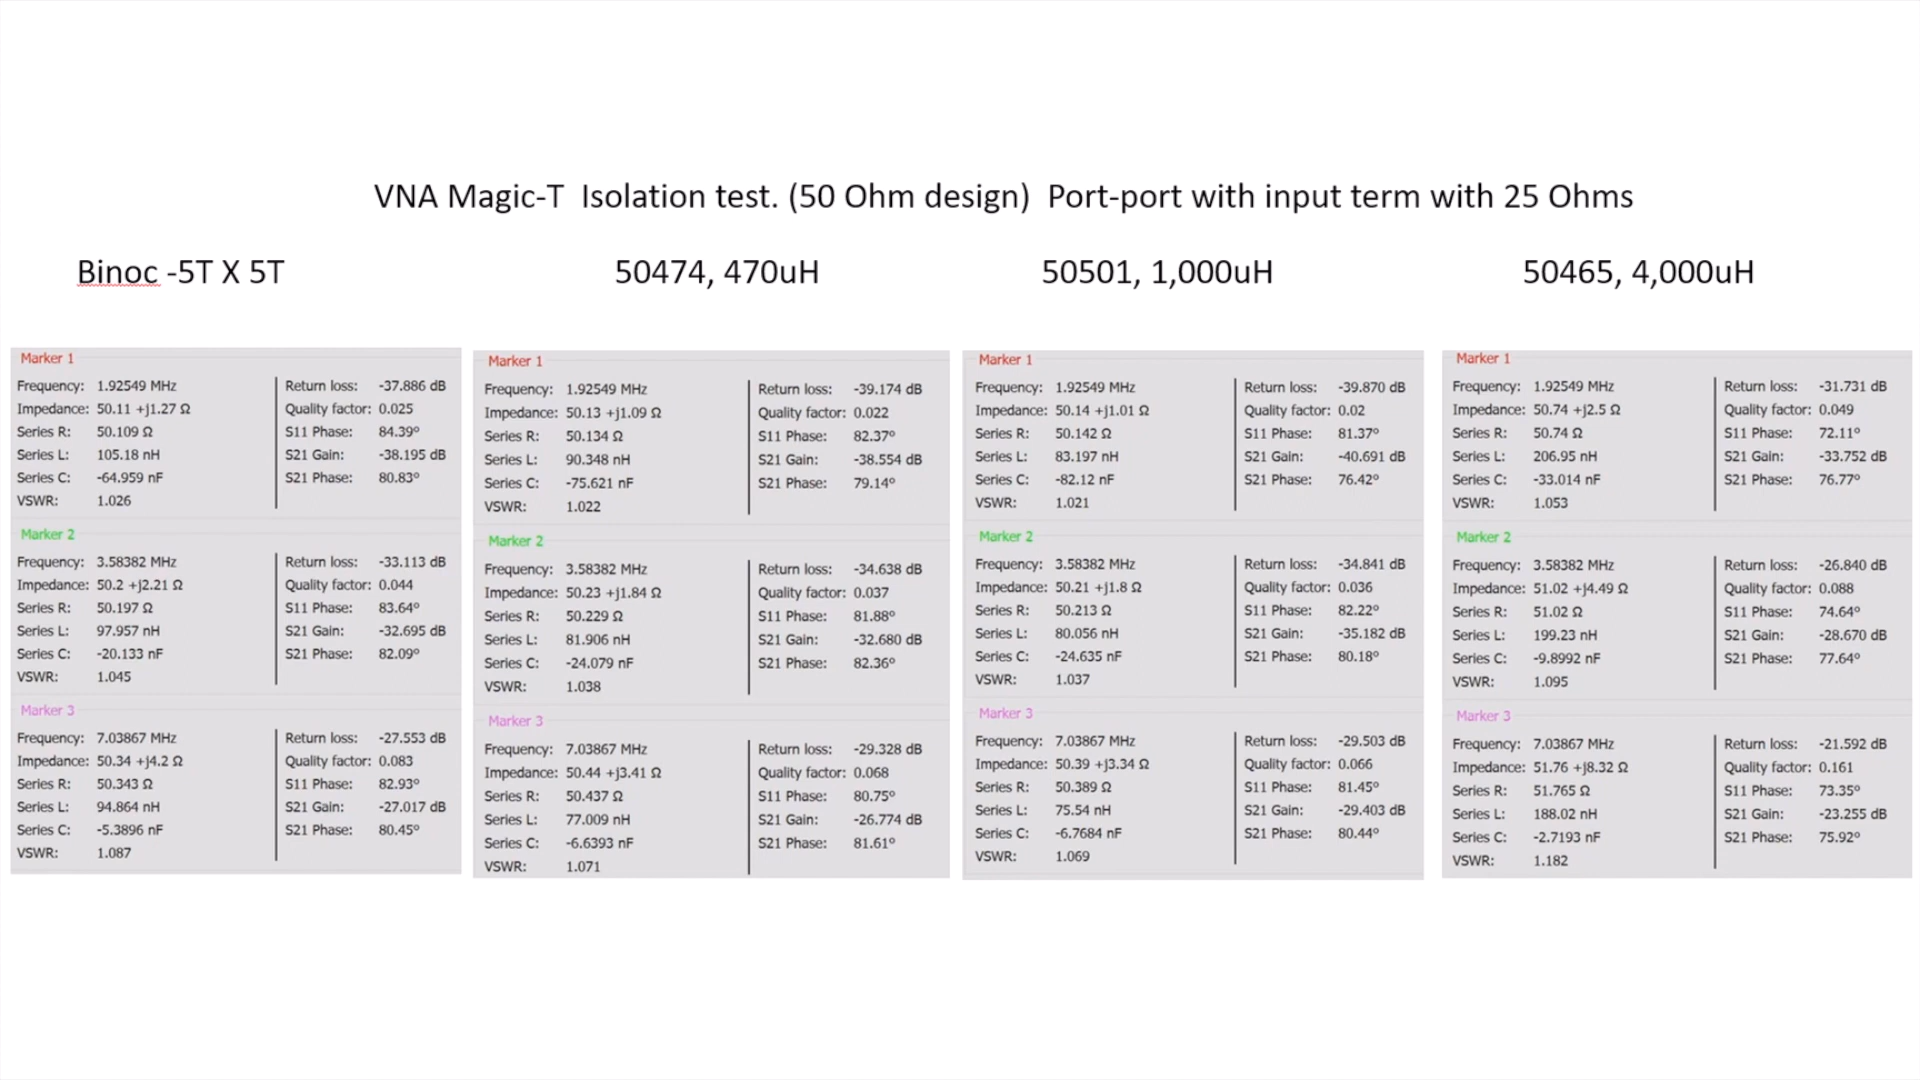 VNA Magic-T  Isolation test. (50 Ohm design)  Port-port with input term with 25 Ohms
Binoc -5T X 5T
50474, 470uH
50501, 1,000uH
50465, 4,000uH
Marker 1
Frequency: 1.92549 MHz
Impedance: 50.11 +j1.27 Ω
Series R: 50.109 Ω
Series L: 105.18 nH
Series C: -64.959 nF
VSWR: 1.026
Return loss: -37.886 dB
Quality factor: 0.025
S11 Phase: 84.39º
S21 Gain: -38.195 dB
S21 Phase: 80.83º
Marker 2
Frequency: 3.58382 MHz
Impedance: 50.2 +j2.21 Ω
Series R: 50.197 Ω
Series L: 97.957 nH
Series C: -20.133 nF
VSWR: 1.045
Return loss: -33.113 dB
Quality factor: 0.044
S11 Phase: 83.64º
S21 Gain: -32.695 dB
S21 Phase: 82.09º
Marker 3
Frequency: 7.03867 MHz
Impedance: 50.34 +j4.2 Ω
Series R: 50.343 Ω
Series L: 94.864 nH
Series C: -5.3896 nF
VSWR: 1.087
Return loss: -27.553 dB
Quality factor: 0.083
S11 Phase: 82.93º
S21 Gain: -27.017 dB
S21 Phase: 80.45º
Marker 1
Frequency: 1.92549 MHz
Impedance: 50.13 +j1.09 Ω
Series R: 50.134 Ω
Series L: 90.348 nH
Series C: -75.621 nF
VSWR: 1.022
Return loss: -39.174 dB
Quality factor: 0.022
S11 Phase: 82.37º
S21 Gain: -38.554 dB
S21 Phase: 79.14º
Marker 2
Frequency: 3.58382 MHz
Impedance: 50.23 +j1.84 Ω
Series R: 50.229 Ω
Series L: 81.906 nH
Series C: -24.079 nF
VSWR: 1.038
Return loss: -34.638 dB
Quality factor: 0.037
S11 Phase: 81.88º
S21 Gain: -32.680 dB
S21 Phase: 82.36º
Marker 3
Frequency: 7.03867 MHz
Impedance: 50.44 +j3.41 Ω
Series R: 50.437 Ω
Series L: 77.009 nH
Series C: -6.6393 nF
VSWR: 1.071
Return loss: -29.328 dB
Quality factor: 0.068
S11 Phase: 80.75º
S21 Gain: -26.774 dB
S21 Phase: 81.61º
Marker 1
Frequency: 1.92549 MHz
Impedance: 50.14 +j1.01 Ω
Series R: 50.142 Ω
Series L: 83.197 nH
Series C: -82.12 nF
VSWR: 1.021
Return loss: -39.870 dB
Quality factor: 0.02
S11 Phase: 81.37º
S21 Gain: -40.691 dB
S21 Phase: 76.42º
Marker 2
Frequency: 3.58382 MHz
Impedance: 50.21 +j1.8 Ω
Series R: 50.213 Ω
Series L: 80.056 nH
Series C: -24.635 nF
VSWR: 1.037
Return loss: -34.841 dB
Quality factor: 0.036
S11 Phase: 82.22º
S21 Gain: -35.182 dB
S21 Phase: 80.18º
Marker 3
Frequency: 7.03867 MHz
Impedance: 50.39 +j3.34 Ω
Series R: 50.389 Ω
Series L: 75.54 nH
Series C: -6.7684 nF
VSWR: 1.069
Return loss: -29.503 dB
Quality factor: 0.066
S11 Phase: 81.45º
S21 Gain: -29.403 dB
S21 Phase: 80.44º
Marker 1
Frequency: 1.92549 MHz
Impedance: 50.74 +j2.5 Ω
Series R: 50.74 Ω
Series L: 206.95 nH
Series C: -33.014 nF
VSWR: 1.053
Return loss: -31.731 dB
Quality factor: 0.049
S11 Phase: 72.11º
S21 Gain: -33.752 dB
S21 Phase: 76.77º
Marker 2
Frequency: 3.58382 MHz
Impedance: 51.02 +j4.49 Ω
Series R: 51.02 Ω
Series L: 199.23 nH
Series C: -9.8992 nF
VSWR: 1.095
Return loss: -26.840 dB
Quality factor: 0.088
S11 Phase: 74.64º
S21 Gain: -28.670 dB
S21 Phase: 77.64º
Marker 3
Frequency: 7.03867 MHz
Impedance: 51.76 +j8.32 Ω
Series R: 51.765 Ω
Series L: 188.02 nH
Series C: -2.7193 nF
VSWR: 1.182
Return loss: -21.592 dB
Quality factor: 0.161
S11 Phase: 73.35º
S21 Gain: -23.255 dB
S21 Phase: 75.92º